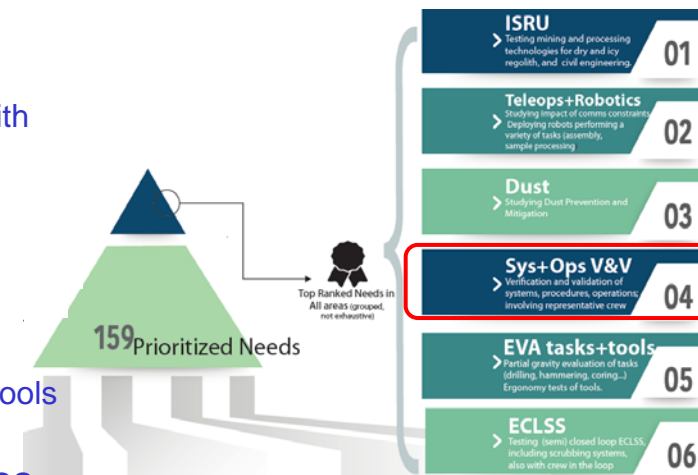 ith
ools
159 Prioritized Needs
Top Ranked Needs in
All areas (grouped,
not exhaustive)
ISRU
Testing mining and processing
technologies for dry and icy
regolith, and civil engineering.
01
Teleops+Robotics
Studying impact of comms constraints
Deploying robots performing a
variety of tasks (assembly,
sample processing
02
Dust
Studying Dust Prevention and
Mitigation
03
Sys+Ops V&V
Verification and validation of
systems, procedures, operations;
involving representative crew
04
EVA tasks+tools
Partial gravity evaluation of tasks
(drilling, hammering, coring...)
Ergonomy tests of tools.
05
ECLSS
Testing (semi) closed loop ECLSS,
including scrubbing systems,
also with crew in the loop
06